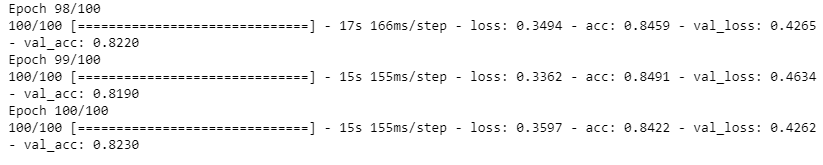 Epoch 98/100
100/100 [==============================] - 17s 166ms/step - loss: 0.3494 - acc: 0.8459 - val_loss: 0.4265
- val_acc: 0.8220
Epoch 99/100
100/100 [==============================] - 15s 155ms/step - loss: 0.3362 - acc: 0.8491 - val_loss: 0.4634
- val_acc: 0.8190
Epoch 100/100
100/100 [==============================] - 15s 155ms/step - loss: 0.3597 - acc: 0.8422 - val_loss: 0.4262
- val_acc: 0.8230